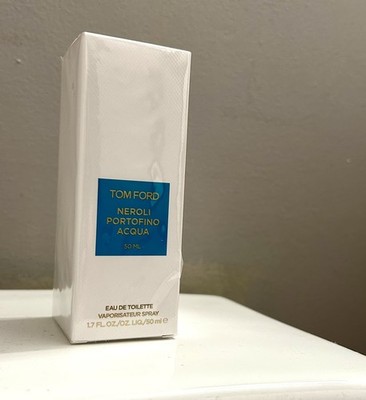 TOM FORD
NEROLI
PORTOFINO
ACQUA
50 ML
EAU DE TOILETTE
VAPORISATEUR SPRAY
1.7 FL.OZ./OZ. LIQ./50 ml ℮